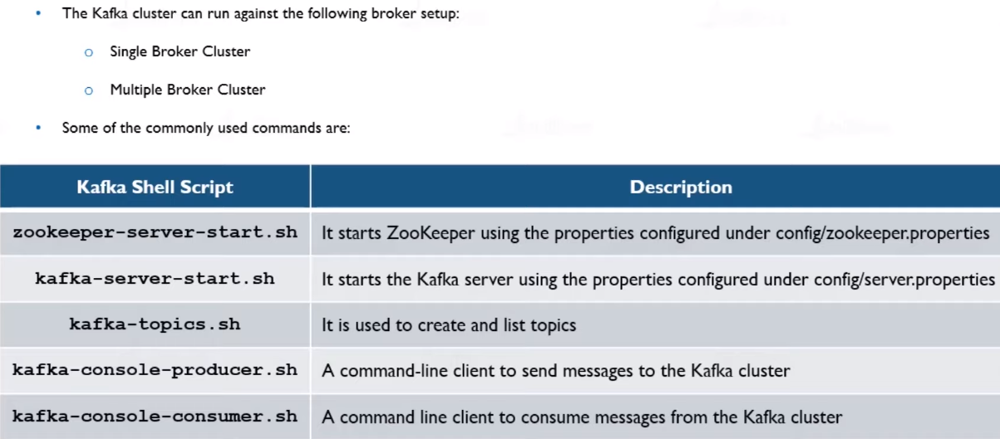 • The Kafka cluster can run against the following broker setup:
o Single Broker Cluster
o Multiple Broker Cluster
• Some of the commonly used commands are:
Kafka Shell Script Description
zookeeper-server-start.sh It starts ZooKeeper using the properties configured under config/zookeeper.properties
kafka-server-start.sh It starts the Kafka server using the properties configured under config/server.properties
kafka-topics.sh It is used to create and list topics
kafka-console-producer.sh A command-line client to send messages to the Kafka cluster
kafka-console-consumer.sh A command line client to consume messages from the Kafka cluster